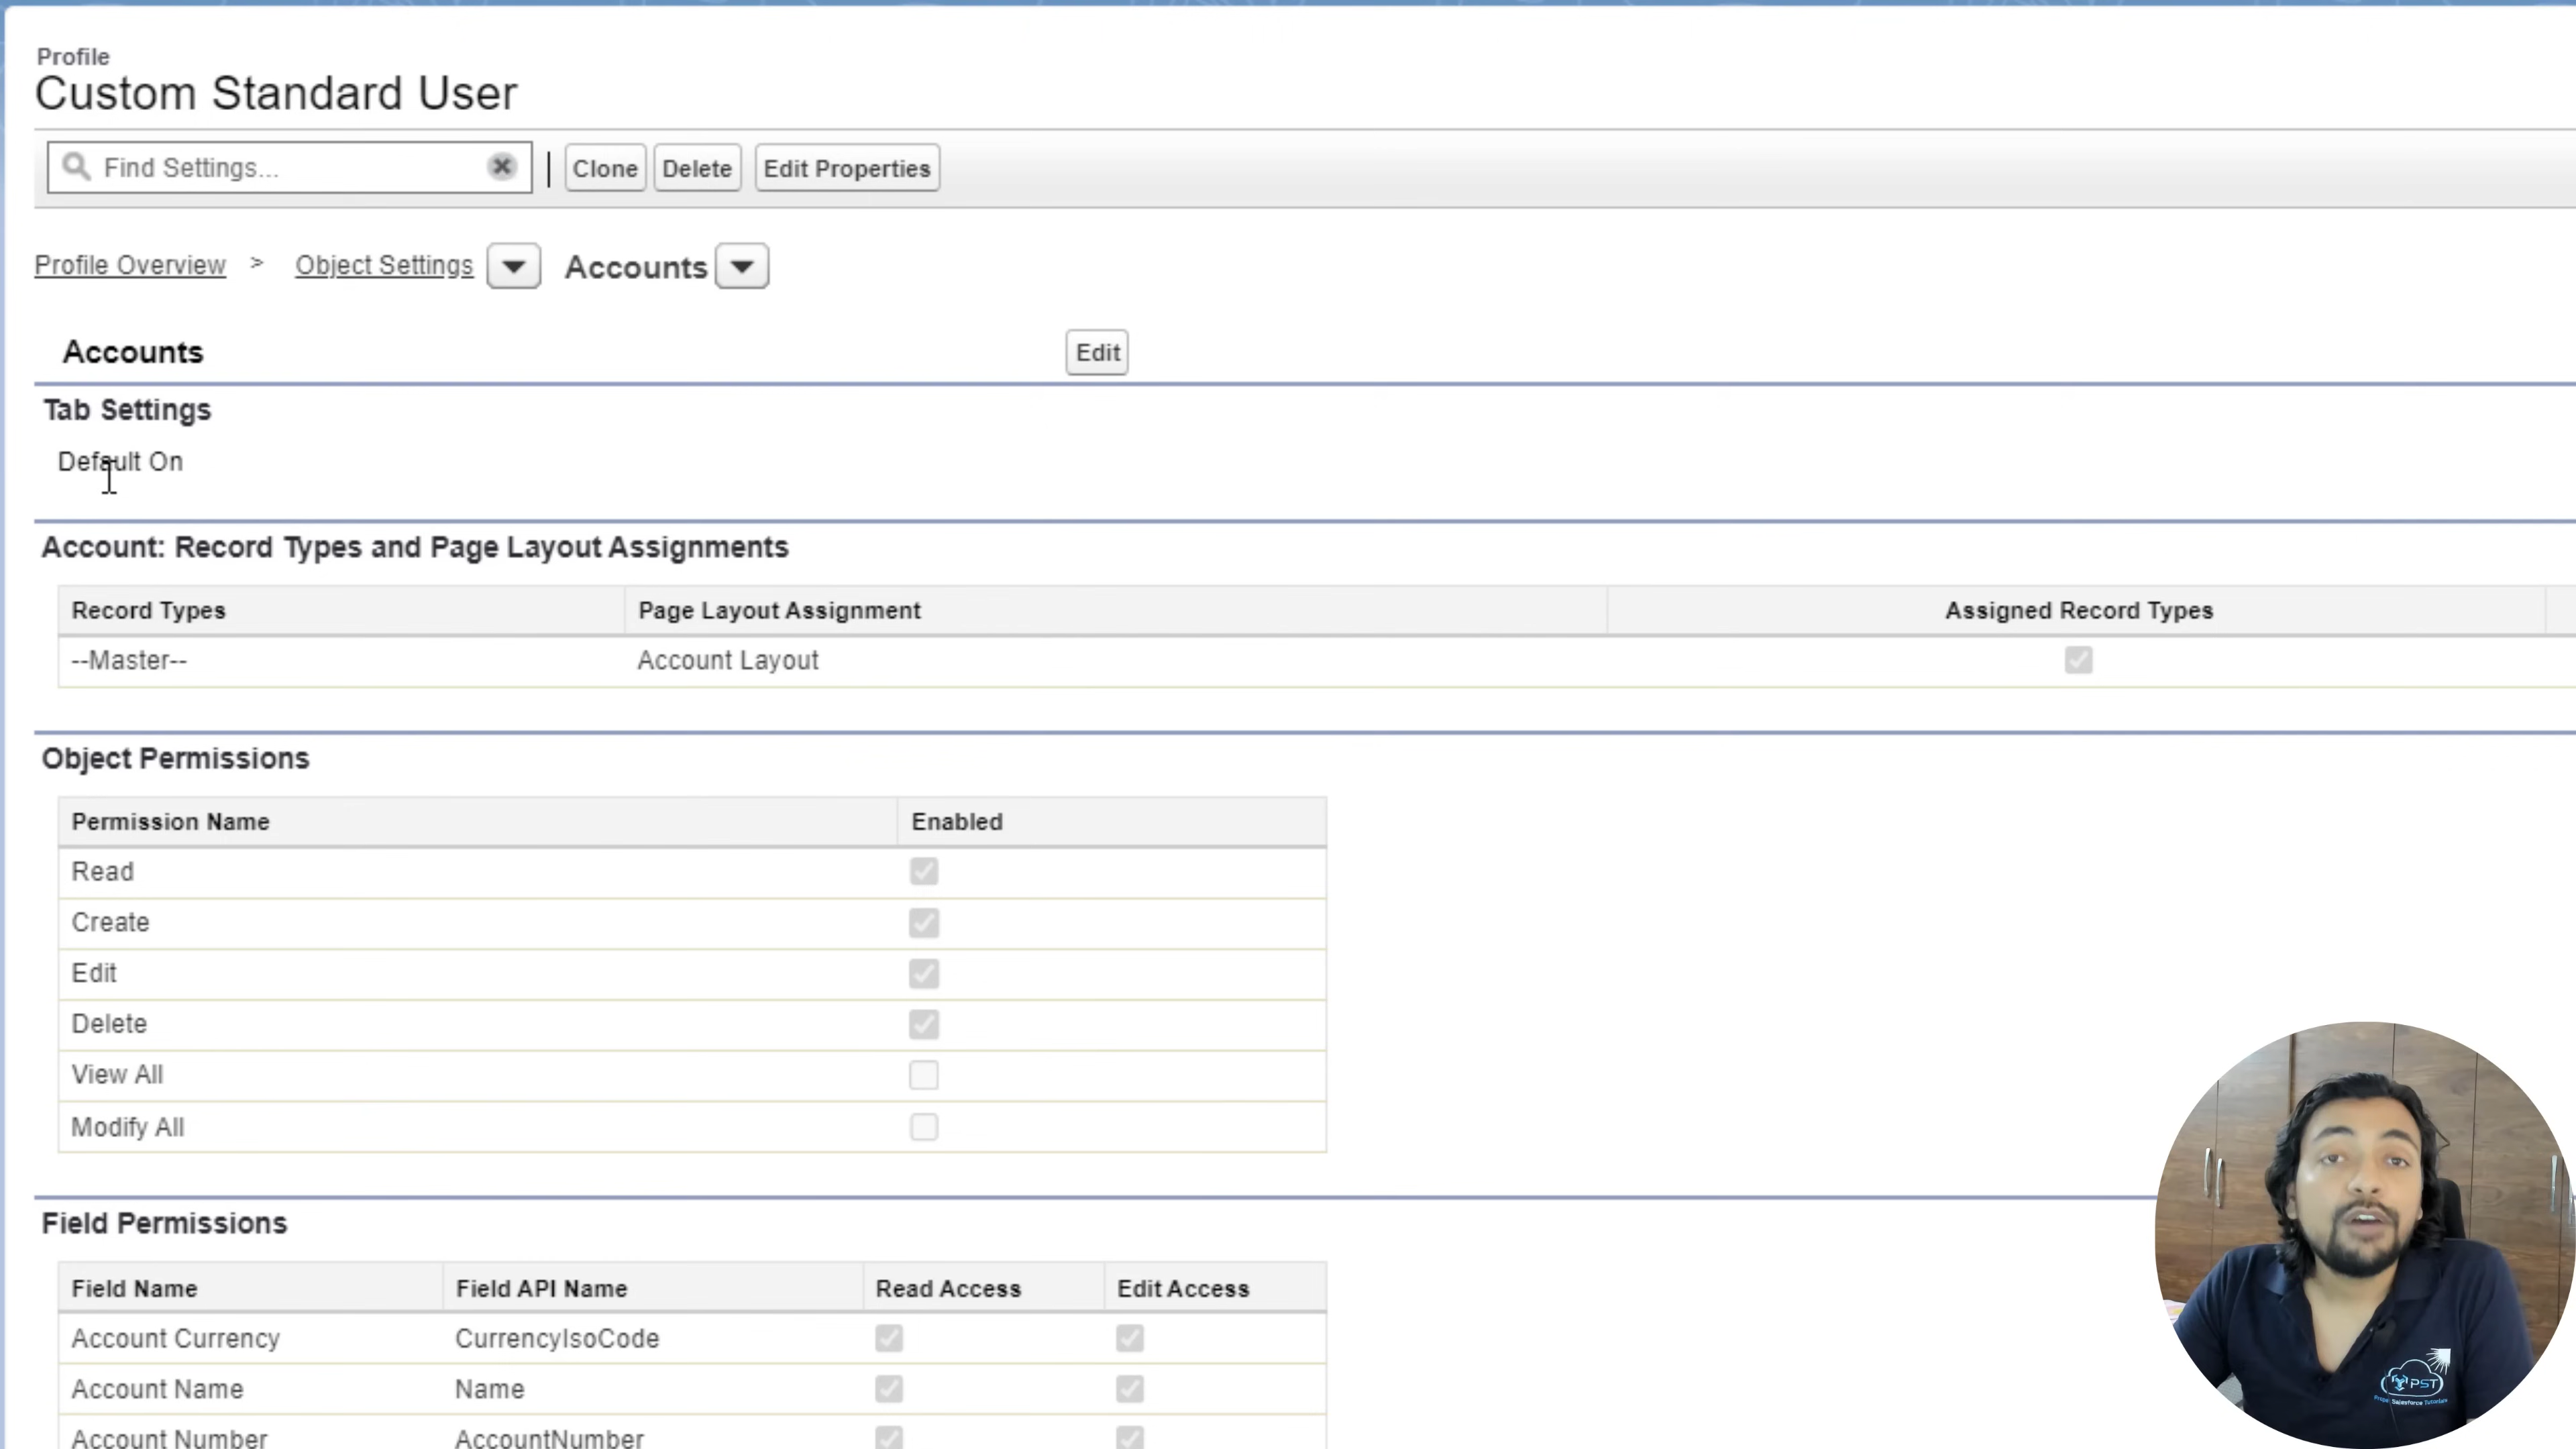 Profile
Custom Standard User
Find Settings...
Clone
Delete
Edit Properties
Profile Overview > Object Settings Accounts
Accounts
Edit
Tab Settings
Default On
Account: Record Types and Page Layout Assignments
Record Types Page Layout Assignment Assigned Record Types
--Master-- Account Layout
Object Permissions
Permission Name Enabled
Read
Create
Edit
Delete
View All
Modify All
Field Permissions
Field Name Field API Name Read Access Edit Access
Account Currency CurrencyIsoCode
Account Name Name
Account Number AccountNumber
PST
Salesforce Tutorials